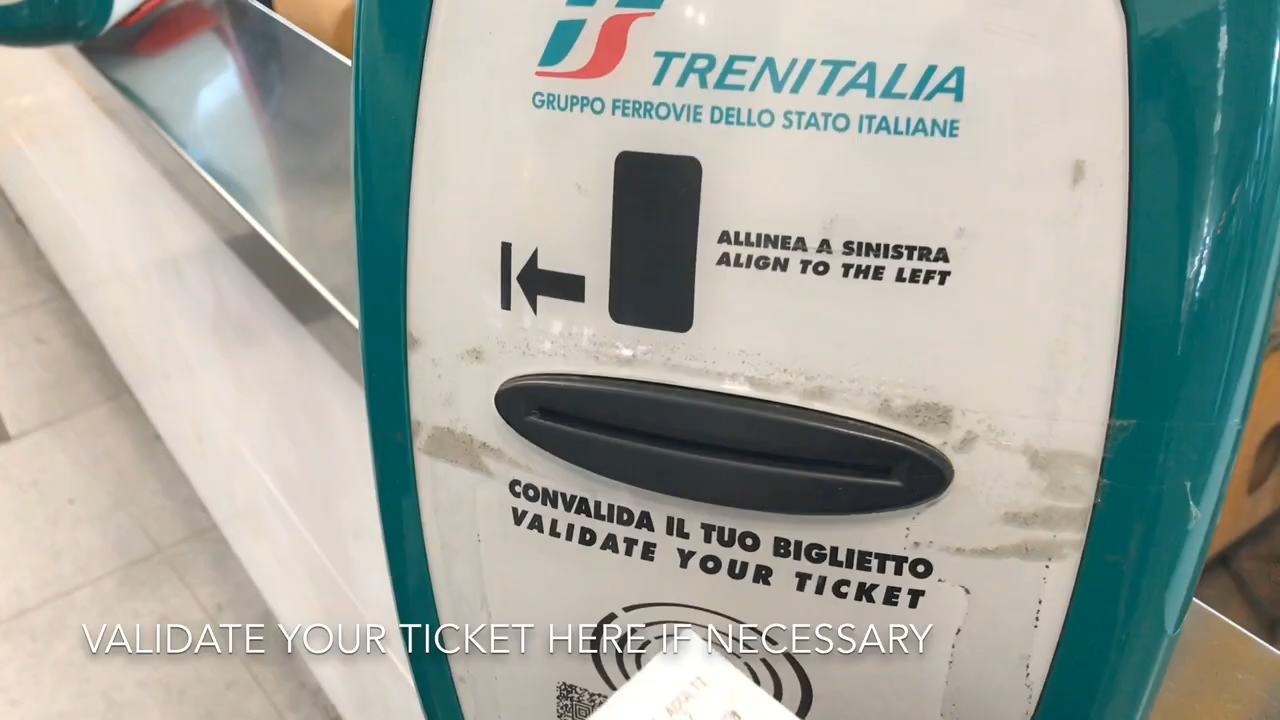 TRENITALIA
GRUPPO FERROVIE DELLO STATO ITALIANE
ALLINEA A SINISTRA
ALIGN TO THE LEFT
CONVALIDA IL TUO BIGLIETTO
VALIDATE YOUR TICKET
VALIDATE YOUR TICKET HERE IF NECESSARY